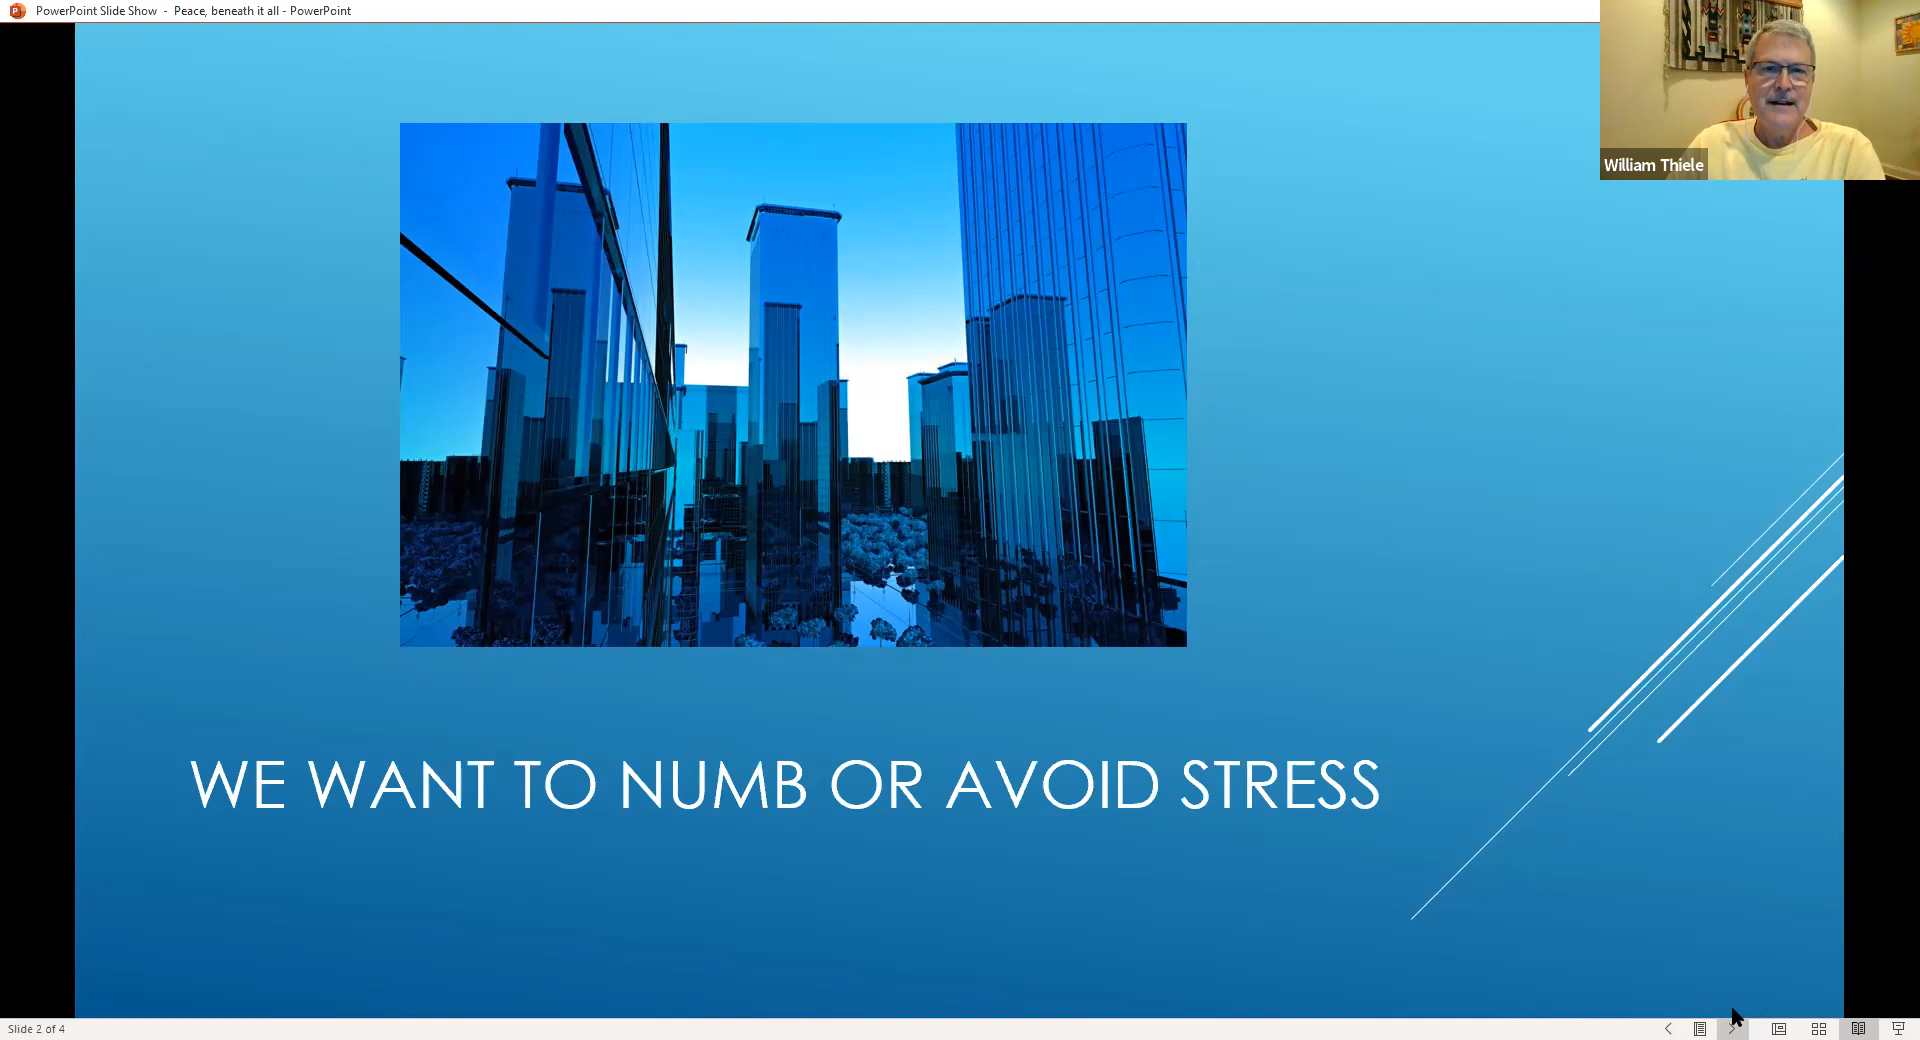 PowerPoint Slide Show - Peace, beneath it all - PowerPoint
William Thiele
WE WANT TO NUMB OR AVOID STRESS
Slide 2 of 4